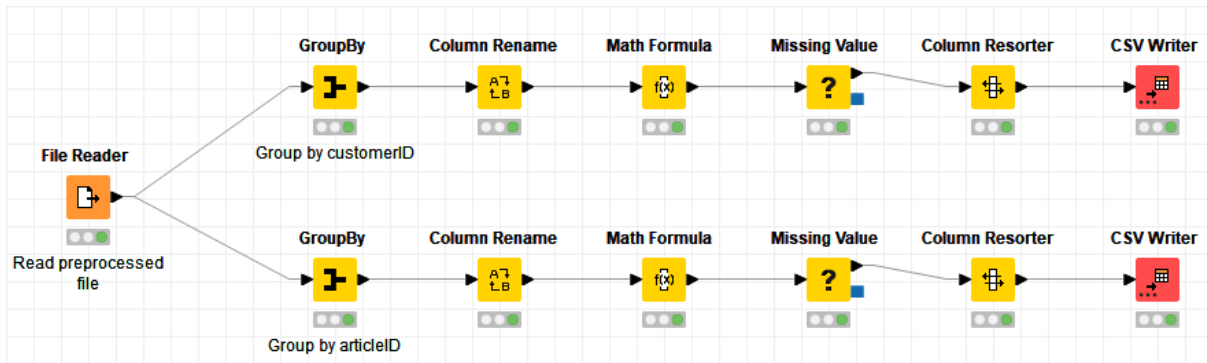 GroupBy Column Rename Math Formula Missing Value Column Resorter CSV Writer
A B f(x) ?
Group by customerID
File Reader
Read preprocessed
file
GroupBy Column Rename Math Formula Missing Value Column Resorter CSV Writer
A B f(x) ?
Group by articleID